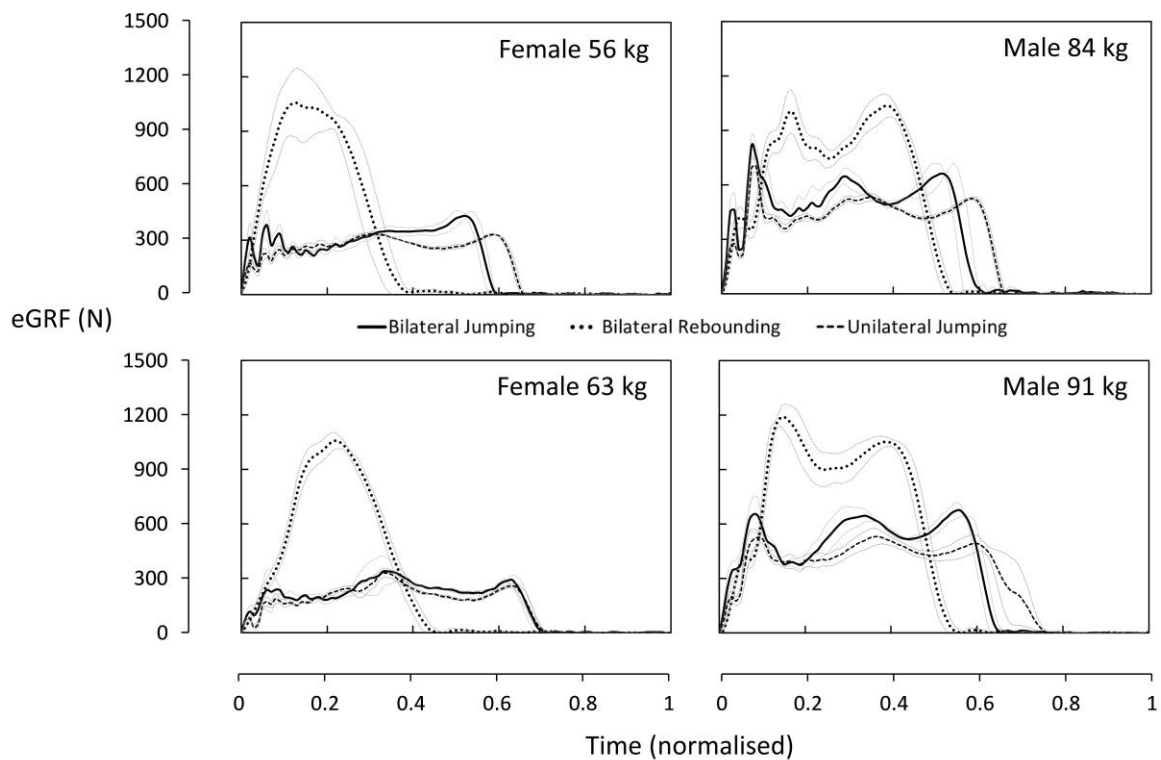 1500
1200
900
600
300
0
Female 56 kg
Male 84 kg
eGRF (N)
Bilateral Jumping
Bilateral Rebounding
Unilateral Jumping
1500
1200
900
600
300
0
Female 63 kg
Male 91 kg
0 0.2 0.4 0.6 0.8 1
0 0.2 0.4 0.6 0.8 1
Time (normalised)